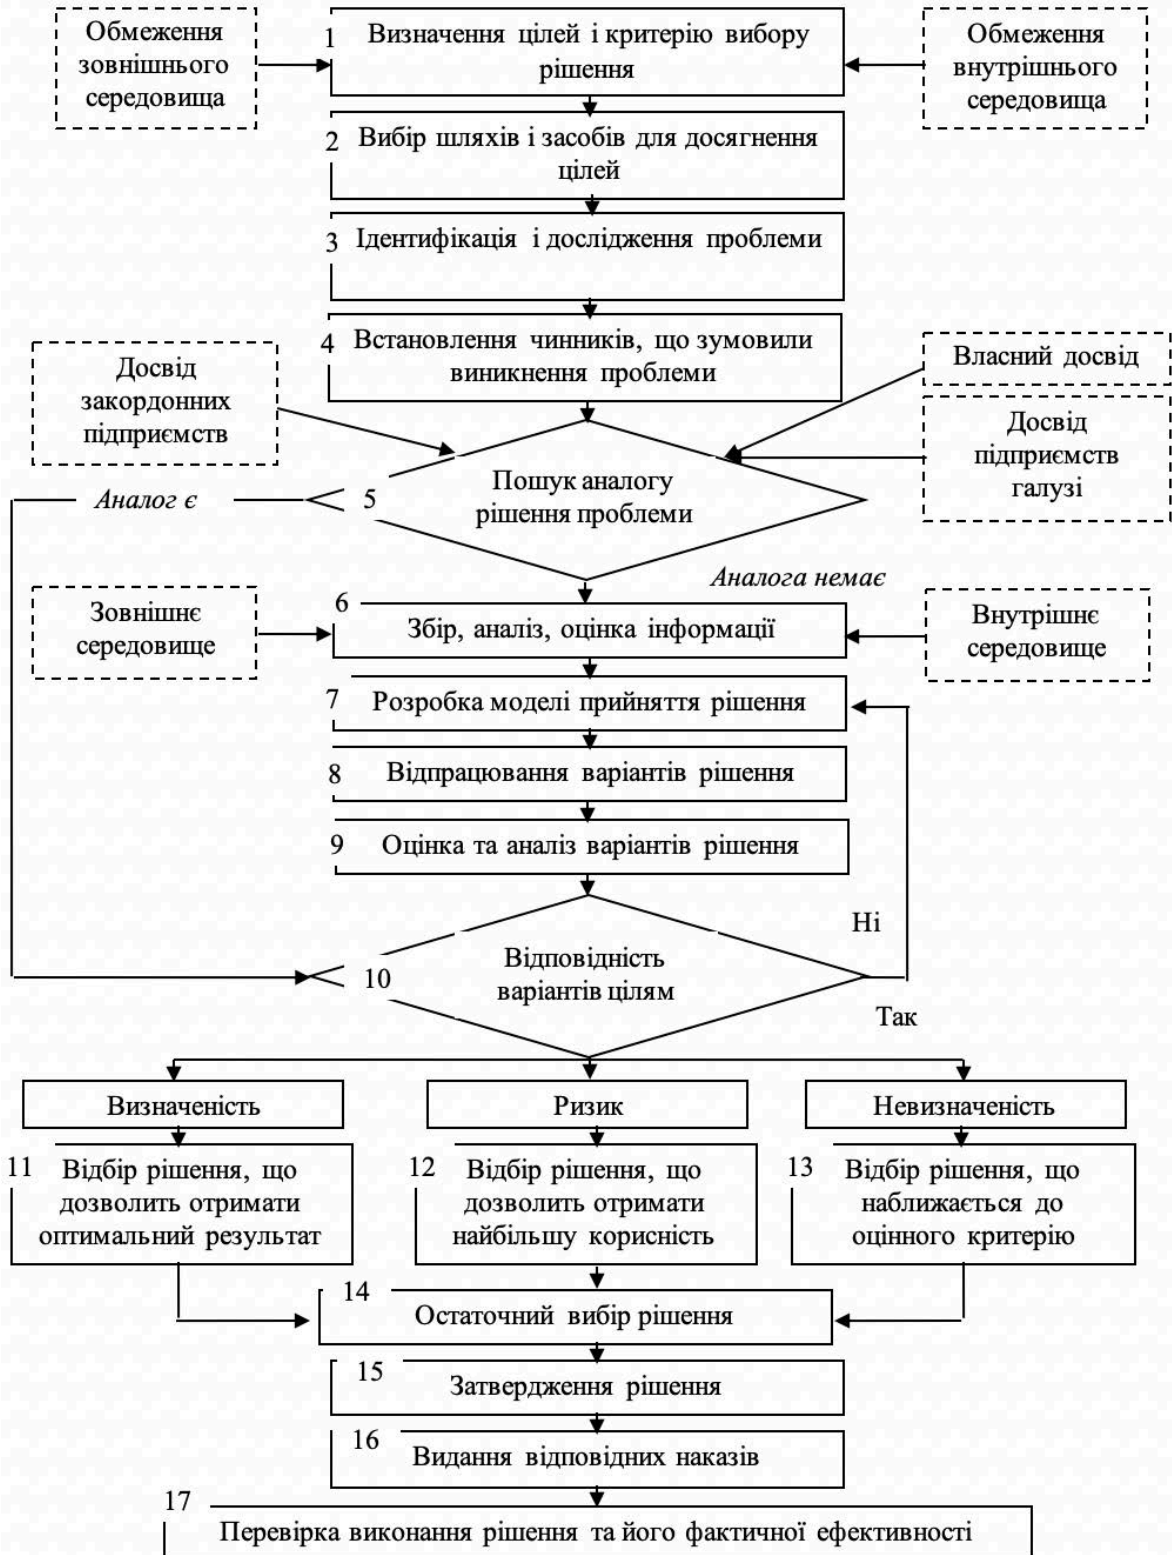 Обмеження
зовнішнього
середовища
1 Визначення цілей і критерію вибору
рішення
Обмеження
внутрішнього
середовища
2 Вибір шляхів і засобів для досягнення
цілей
3 Ідентифікація і дослідження проблеми
4 Встановлення чинників, що зумовили
виникнення проблеми
Досвід
закордонних
підприємств
Власний досвід
Досвід
підприємств
галузі
Аналог є
5 Пошук аналогу
рішення проблеми
Аналога немає
Зовнішнє
середовище
6 Збір, аналіз, оцінка інформації
Внутрішнє
середовище
7 Розробка моделі прийняття рішення
8 Відпрацювання варіантів рішення
9 Оцінка та аналіз варіантів рішення
Ні
10 Відповідність
варіантів цілям
Так
Визначеність
Ризик
Невизначеність
11 Відбір рішення, що
дозволить отримати
оптимальний результат
12 Відбір рішення, що
дозволить отримати
найбільшу корисність
13 Відбір рішення, що
наближається до
оцінного критерію
14 Остаточний вибір рішення
15 Затвердження рішення
16 Видання відповідних наказів
17 Перевірка виконання рішення та його фактичної ефективності